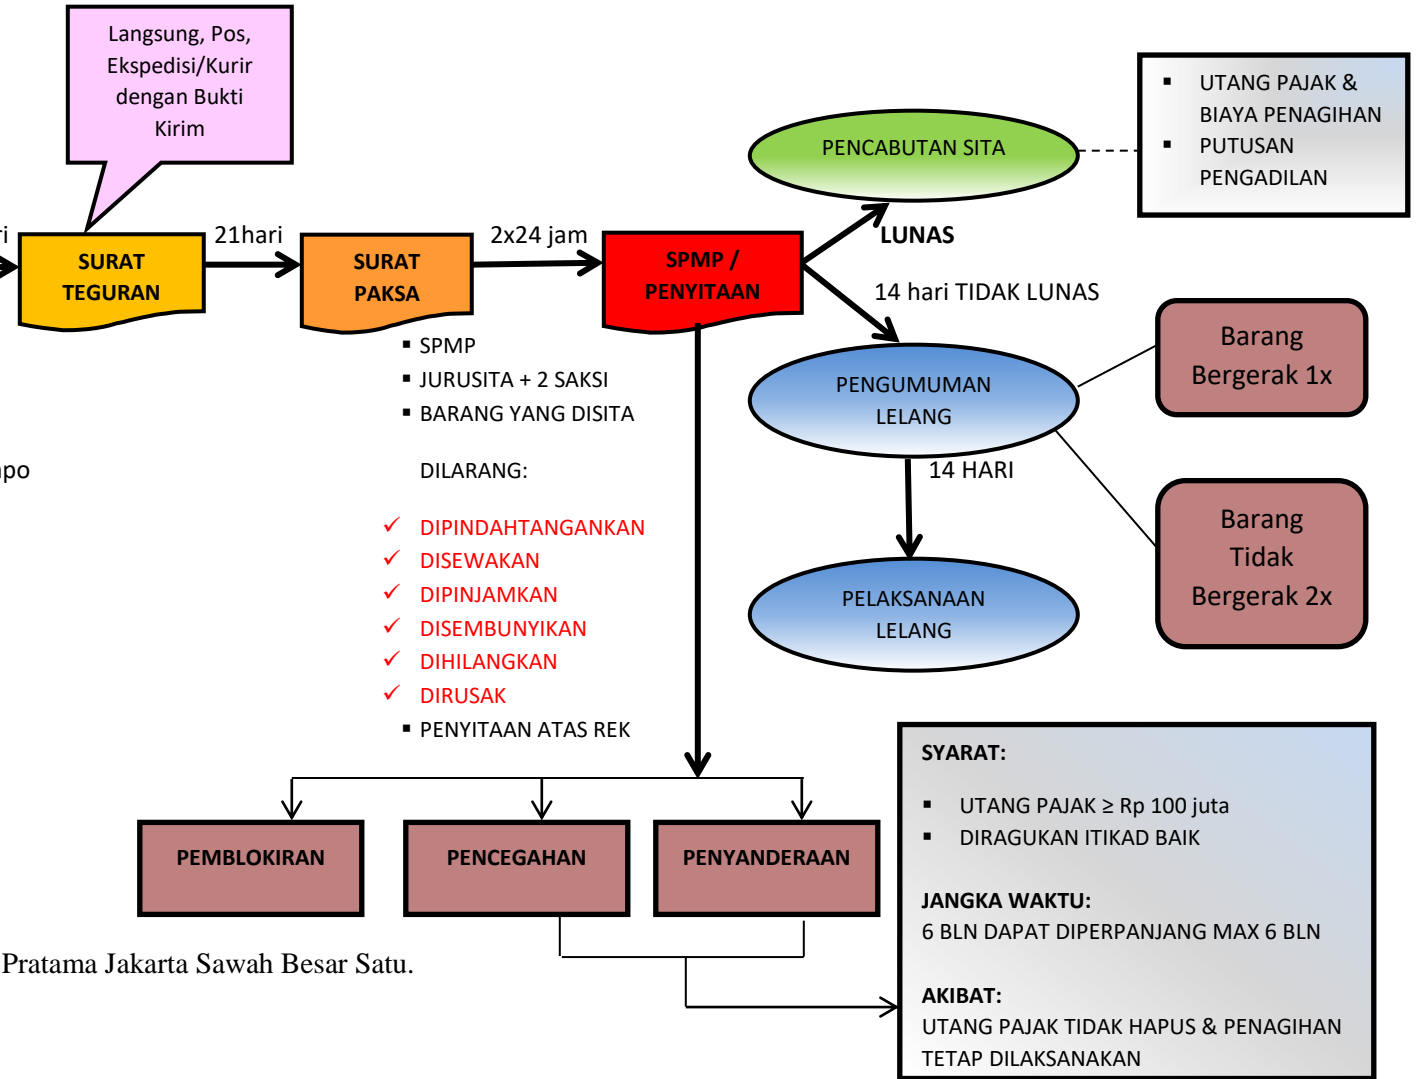 Langsung, Pos,
Ekspedisi/Kurir
dengan Bukti
Kirim
UTANG PAJAK &
BIAYA PENAGIHAN
PUTUSAN
PENGADILAN
PENCABUTAN SITA
21hari
2x24 jam
LUNAS
SURAT
TEGURAN
SURAT
PAKSA
SPMP /
PENYITAAN
14 hari TIDAK LUNAS
Barang
Bergerak 1x
SPMP
JURUSITA + 2 SAKSI
BARANG YANG DISITA
PENGUMUMAN
LELANG
DILARANG:
14 HARI
DIPINDAHTANGANKAN
DISEWAKAN
DIPINJAMKAN
DISEMBUNYIKAN
DIHILANGKAN
DIRUSAK
PENYITAAN ATAS REK
Barang
Tidak
Bergerak 2x
PELAKSANAAN
LELANG
PEMBLOKIRAN
PENCEGAHAN
PENYANDERAAN
SYARAT:
UTANG PAJAK ≥ Rp 100 juta
DIRAGUKAN ITIKAD BAIK
JANGKA WAKTU:
6 BLN DAPAT DIPERPANJANG MAX 6 BLN
AKIBAT:
UTANG PAJAK TIDAK HAPUS & PENAGIHAN
TETAP DILAKSANAKAN
Pratama Jakarta Sawah Besar Satu.